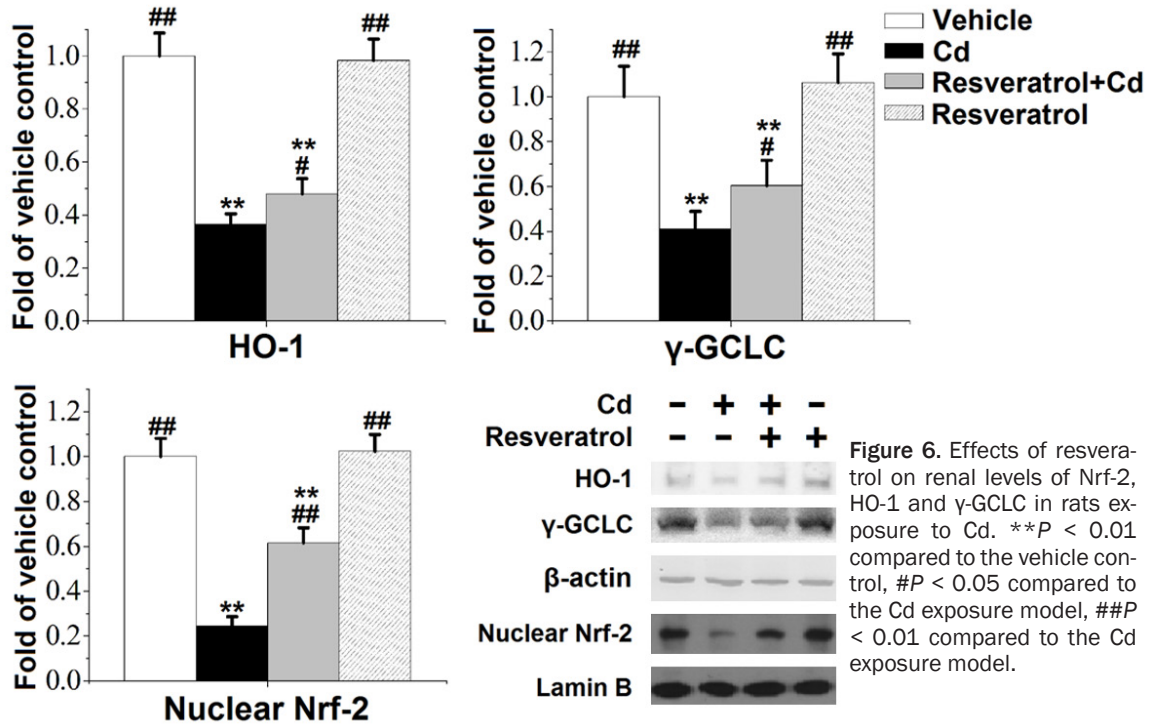 Fold of vehicle control
1.0
0.8
0.6
0.4
0.2
0.0
##
**
**
#
##
HO-1
Fold of vehicle control
1.2
1.0
0.8
0.6
0.4
0.2
0.0
##
**
**
#
##
γ-GCLC
Vehicle
Cd
Resveratrol+Cd
Resveratrol
Fold of vehicle control
1.2
1.0
0.8
0.6
0.4
0.2
0.0
##
**
**
##
##
Nuclear Nrf-2
Cd - + + -
Resveratrol - - + +
HO-1
γ-GCLC
β-actin
Nuclear Nrf-2
Lamin B
Figure 6. Effects of resvera-
trol on renal levels of Nrf-2,
HO-1 and γ-GCLC in rats ex-
posure to Cd. **P < 0.01
compared to the vehicle con-
trol, #P < 0.05 compared to
the Cd exposure model, ##P
< 0.01 compared to the Cd
exposure model.